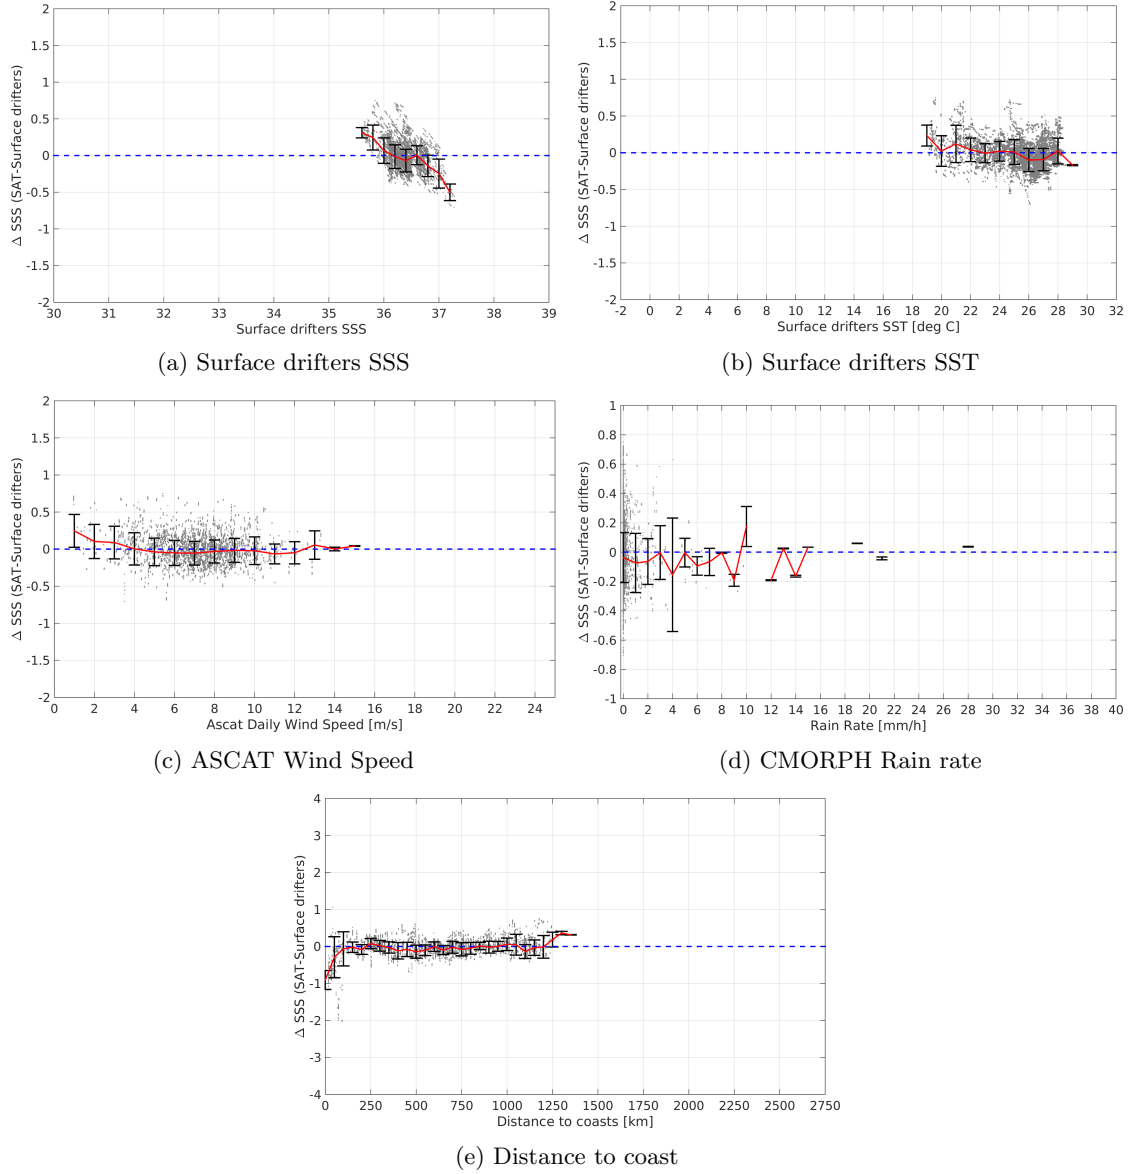 2
1.5
1
0.5
0
-0.5
-1
-1.5
-2
30 31 32 33 34 35 36 37 38 39
Surface drifters SSS
Δ SSS (SAT-Surface drifters)
(a) Surface drifters SSS
2
1.5
1
0.5
0
-0.5
-1
-1.5
-2
-2 0 2 4 6 8 10 12 14 16 18 20 22 24 26 28 30 32
Surface drifters SST [deg C]
Δ SSS (SAT-Surface drifters)
(b) Surface drifters SST
2
1.5
1
0.5
0
-0.5
-1
-1.5
-2
0 2 4 6 8 10 12 14 16 18 20 22 24
Ascat Daily Wind Speed [m/s]
Δ SSS (SAT-Surface drifters)
(c) ASCAT Wind Speed
1
0.8
0.6
0.4
0.2
0
-0.2
-0.4
-0.6
-0.8
-1
0 2 4 6 8 10 12 14 16 18 20 22 24 26 28 30 32 34 36 38 40
Rain Rate [mm/h]
Δ SSS (SAT-Surface drifters)
(d) CMORPH Rain rate
4
3
2
1
0
-1
-2
-3
-4
0 250 500 750 1000 1250 1500 1750 2000 2250 2500 2750
Distance to coasts [km]
Δ SSS (SAT-Surface drifters)
(e) Distance to coast